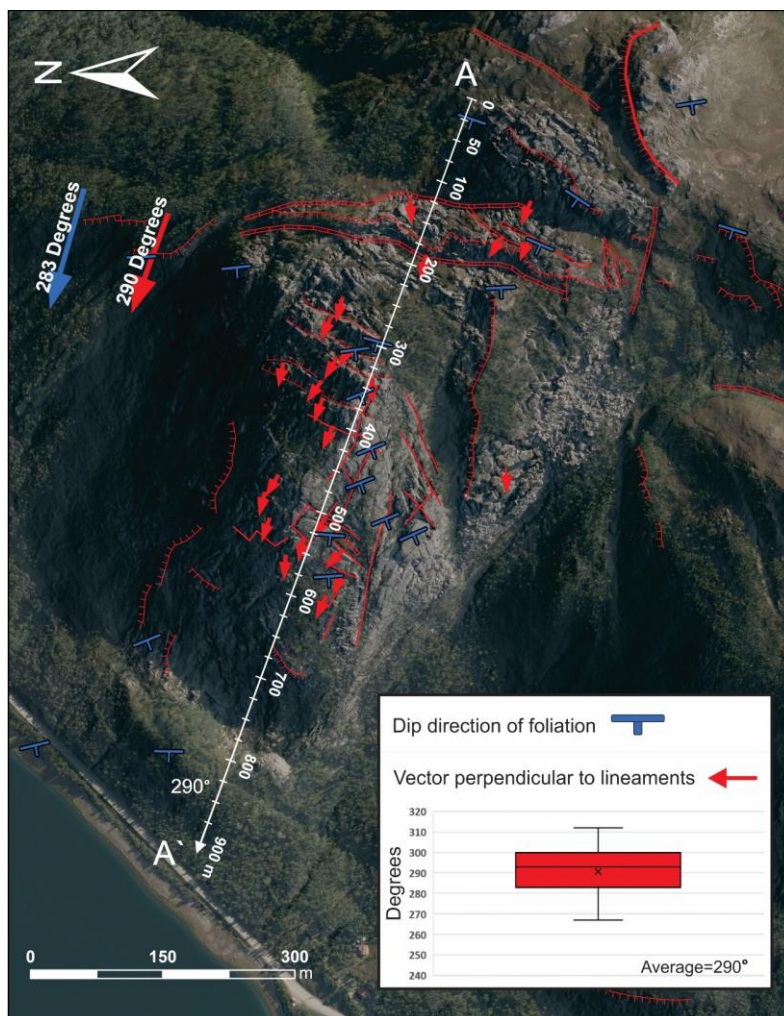 N
A
0
50
100
200
300
400
500
600
700
800
900 m
283 Degrees
290 Degrees
290°
A`
0 150 300
m
Dip direction of foliation
Vector perpendicular to lineaments
Degrees
320
310
300
290
280
270
260
250
240
Average=290°